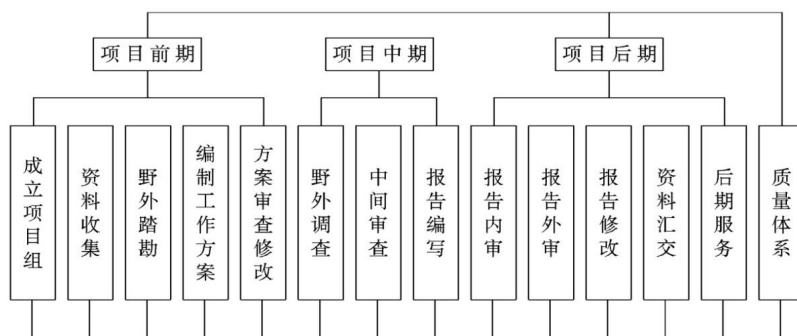 项目前期
项目中期
项目后期
成立项目组
资料收集
野外踏勘
编制工作方案
方案审查修改
野外调查
中间审查
报告编写
报告内审
报告外审
报告修改
资料汇交
后期服务
质量体系